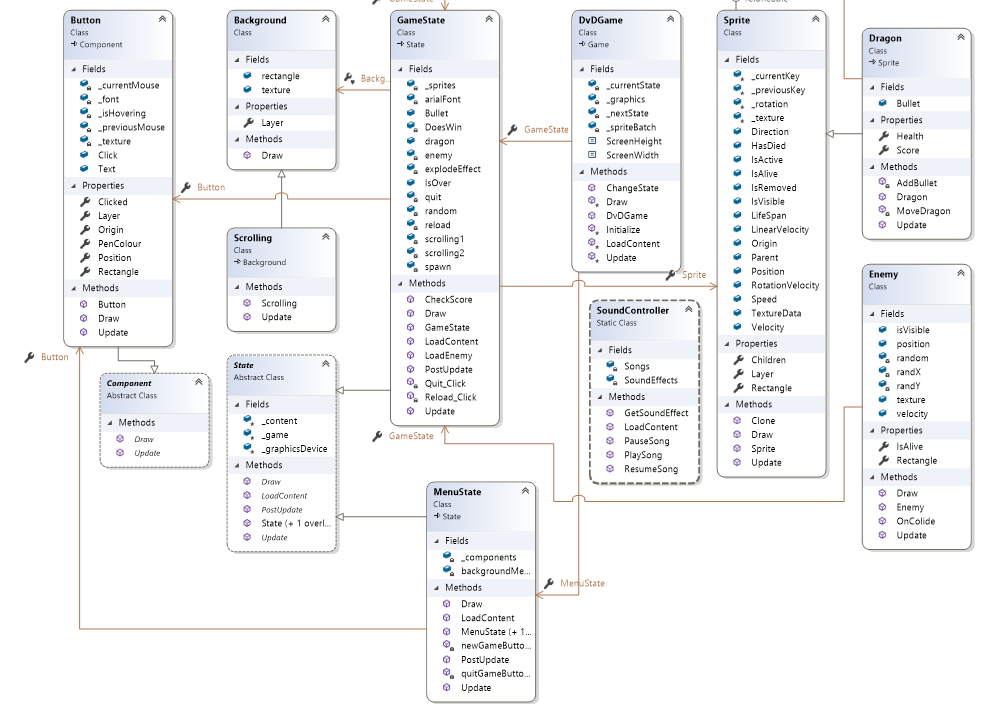 Button
Class
Component
Fields
_currentMouse
_font
_isHovering
_previousMouse
_texture
Click
Text
Properties
Clicked
Layer
Origin
PenColour
Position
Rectangle
Methods
Button
Draw
Update
Button
Component
Abstract Class
Methods
Draw
Update
Background
Class
Fields
rectangle
texture
Properties
Layer
Methods
Draw
Backg...
Button
Scrolling
Class
Background
Methods
Scrolling
Update
State
Abstract Class
Fields
_content
_game
_graphicsDevice
Methods
Draw
LoadContent
PostUpdate
State (+ 1 overl...
Update
GameState
Class
State
Fields
_sprites
arialFont
Bullet
DoesWin
dragon
enemy
explodeEffect
IsOver
quit
random
reload
scrolling1
scrolling2
spawn
Methods
CheckScore
Draw
GameState
LoadContent
LoadEnemy
PostUpdate
Quit_Click
Reload_Click
Update
GameState
GameState
MenuState
Class
State
Fields
_components
backgroundMe...
Methods
Draw
LoadContent
MenuState (+ 1...
newGameButto...
PostUpdate
quitGameButto...
Update
MenuState
DvDGame
Class
Game
Fields
_currentState
_graphics
_nextState
_spriteBatch
ScreenHeight
ScreenWidth
Methods
ChangeState
Draw
DvDGame
Initialize
LoadContent
Update
Sprite
SoundController
Static Class
Fields
Songs
SoundEffects
Methods
GetSoundEffect
LoadContent
PauseSong
PlaySong
ResumeSong
Sprite
Class
Fields
_currentKey
_previousKey
_rotation
_texture
Direction
HasDied
IsActive
IsAlive
IsRemoved
IsVisible
LifeSpan
LinearVelocity
Origin
Parent
Position
RotationVelocity
Speed
TextureData
Velocity
Properties
Children
Layer
Rectangle
Methods
Clone
Draw
Sprite
Update
Dragon
Class
Sprite
Fields
Bullet
Properties
Health
Score
Methods
AddBullet
Dragon
MoveDragon
Update
Enemy
Class
Fields
isVisible
position
random
randX
randY
texture
velocity
Properties
IsAlive
Rectangle
Methods
Draw
Enemy
OnColide
Update